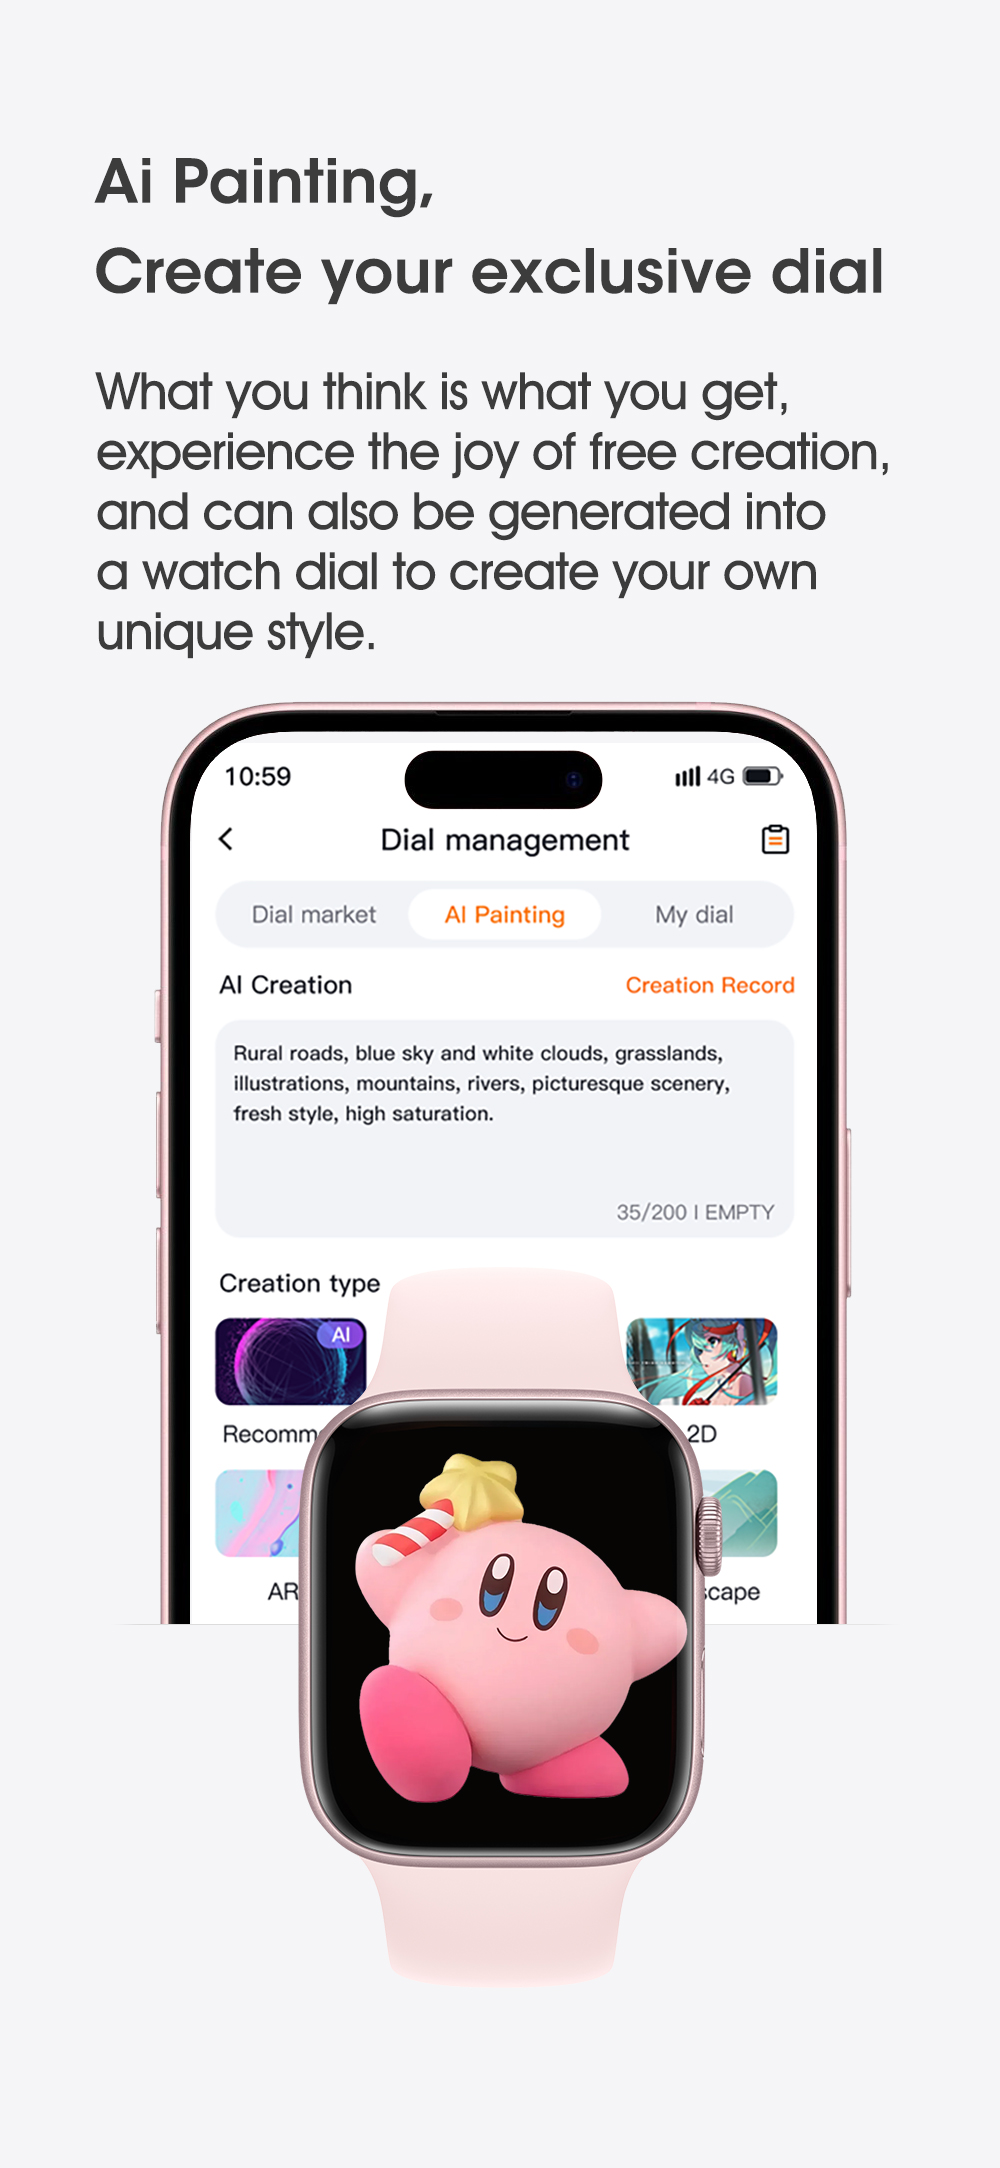 Ai Painting,
Create your exclusive dial
What you think is what you get,
experience the joy of free creation,
and can also be generated into
a watch dial to create your own
unique style.
10:59
4G
Dial management
Dial market
AI Painting
My dial
AI Creation
Creation Record
Rural roads, blue sky and white clouds, grasslands,
illustrations, mountains, rivers, picturesque scenery,
fresh style, high saturation.
35/200 I EMPTY
Creation type
AI
Recomm
2D
AR
scape